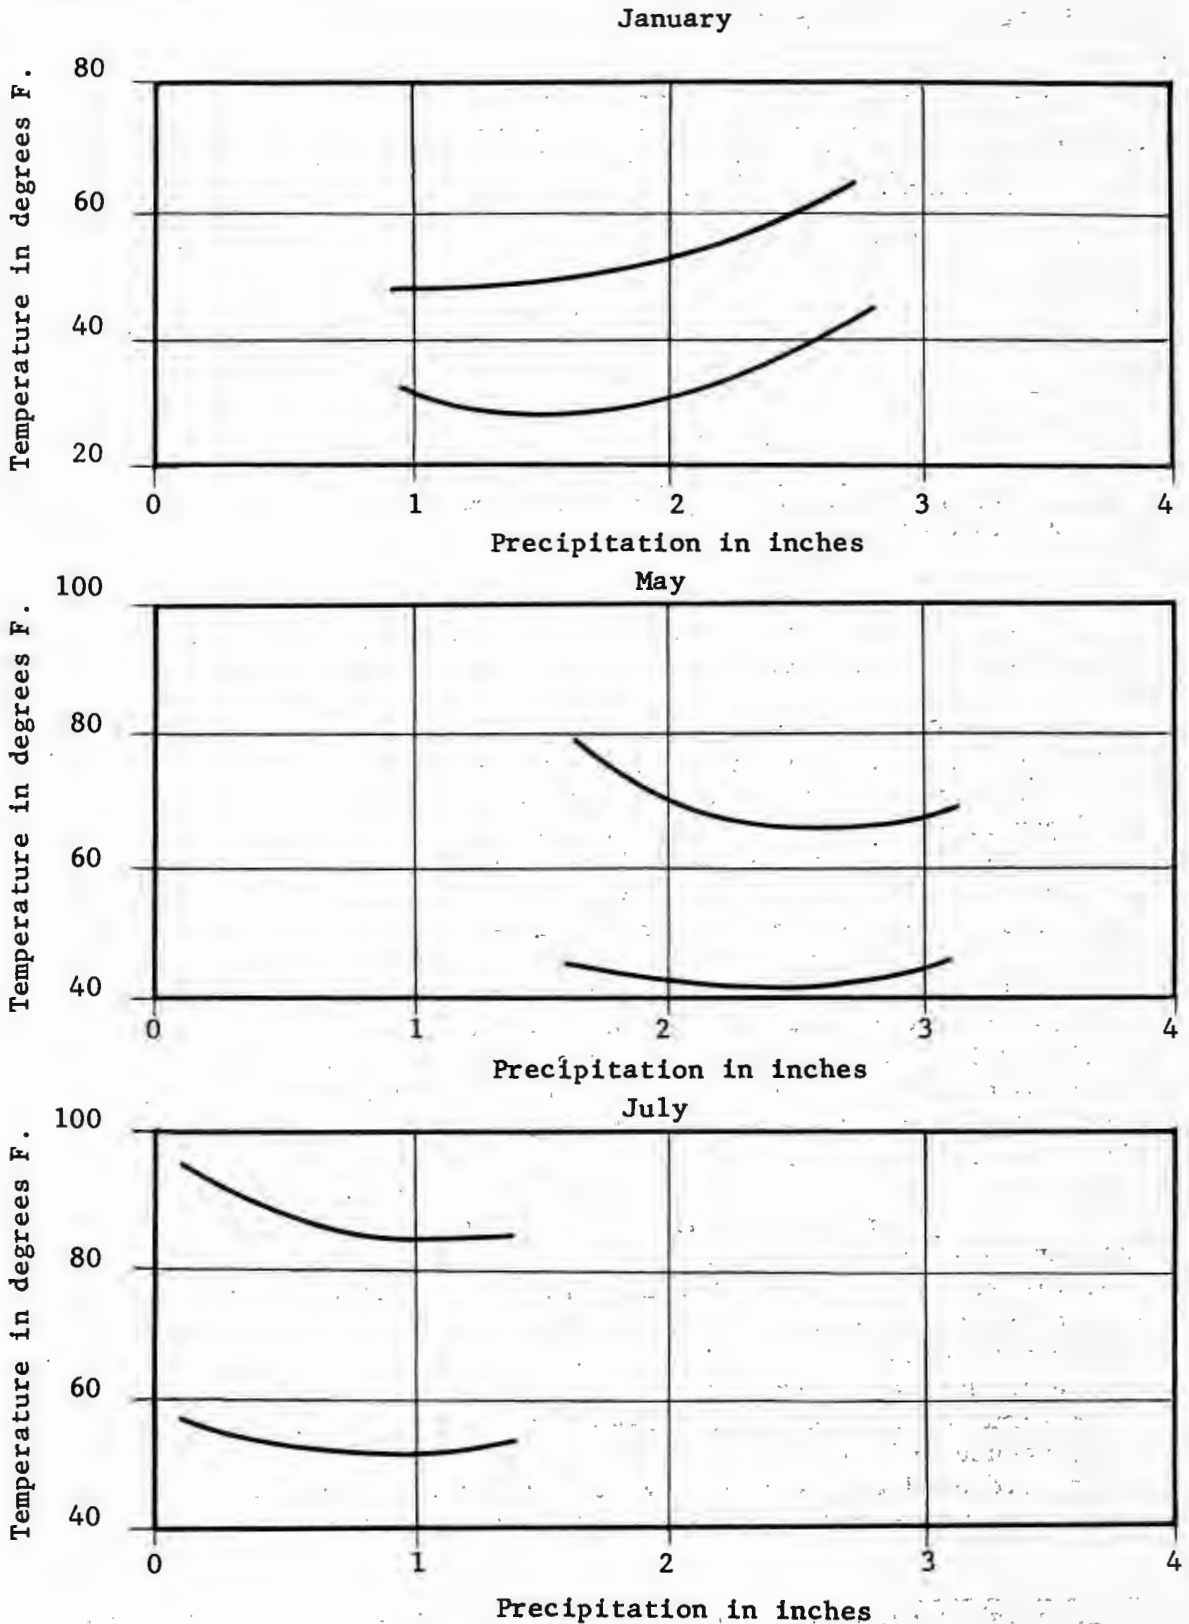 January
Temperature in degrees F.
80
60
40
20
0 1 2 3 4
Precipitation in inches
May
Temperature in degrees F.
100
80
60
40
0 1 2 3 4
Precipitation in inches
July
Temperature in degrees F.
100
80
60
40
0 1 2 3 4
Precipitation in inches